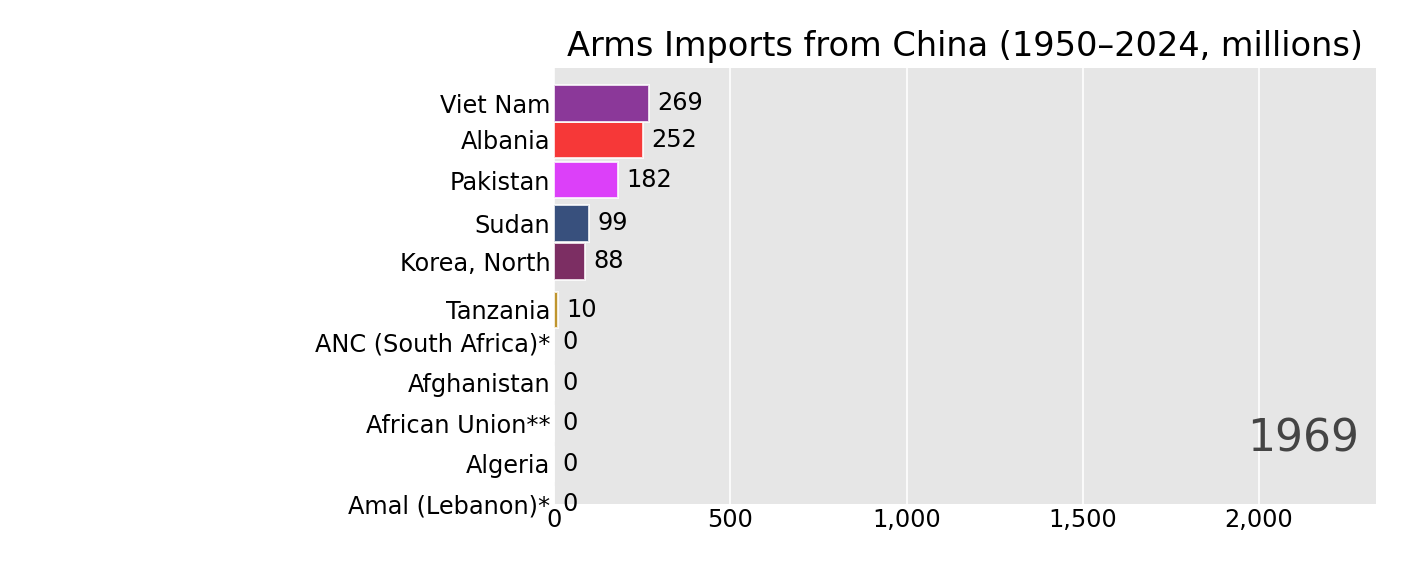 Arms Imports from China (1950–2024, millions)
Viet Nam 269
Albania 252
Pakistan 182
Sudan 99
Korea, North 88
Tanzania 10
ANC (South Africa)* 0
Afghanistan 0
African Union** 0
1969
Algeria 0
Amal (Lebanon)* 0
0 500 1,000 1,500 2,000